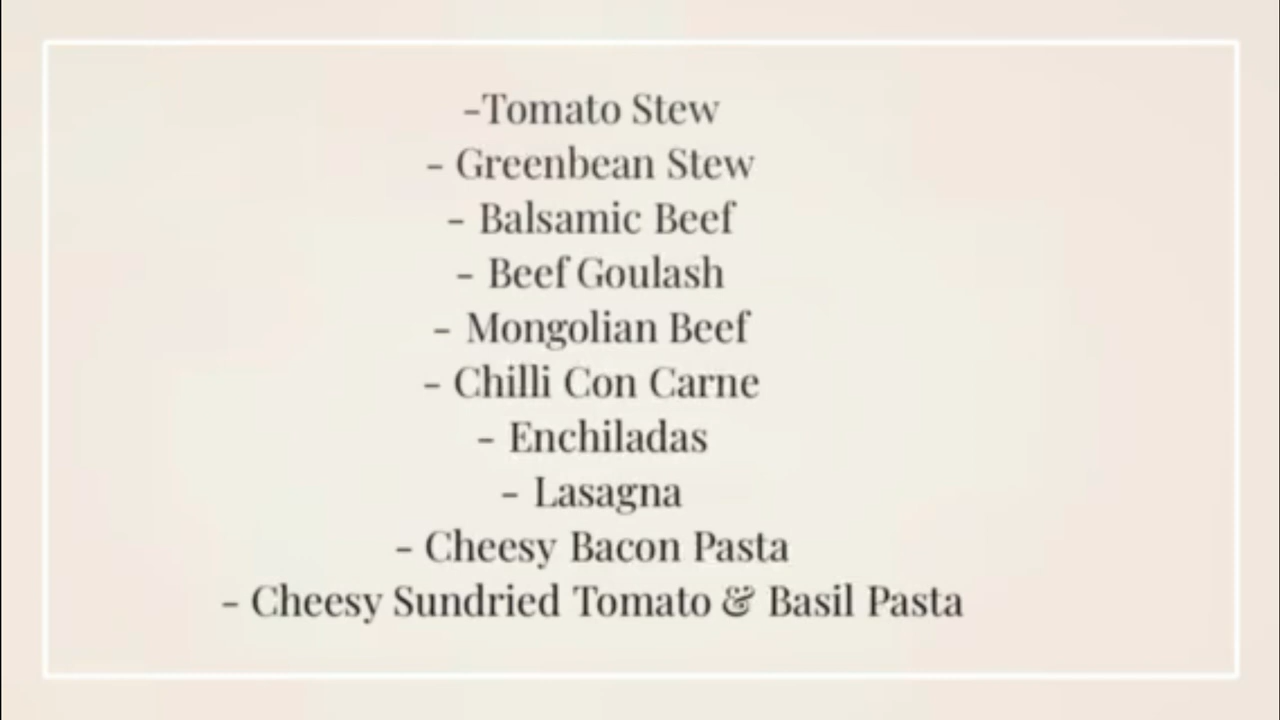 -Tomato Stew
- Greenbean Stew
- Balsamic Beef
- Beef Goulash
- Mongolian Beef
- Chilli Con Carne
- Enchiladas
- Lasagna
- Cheesy Bacon Pasta
- Cheesy Sundried Tomato & Basil Pasta